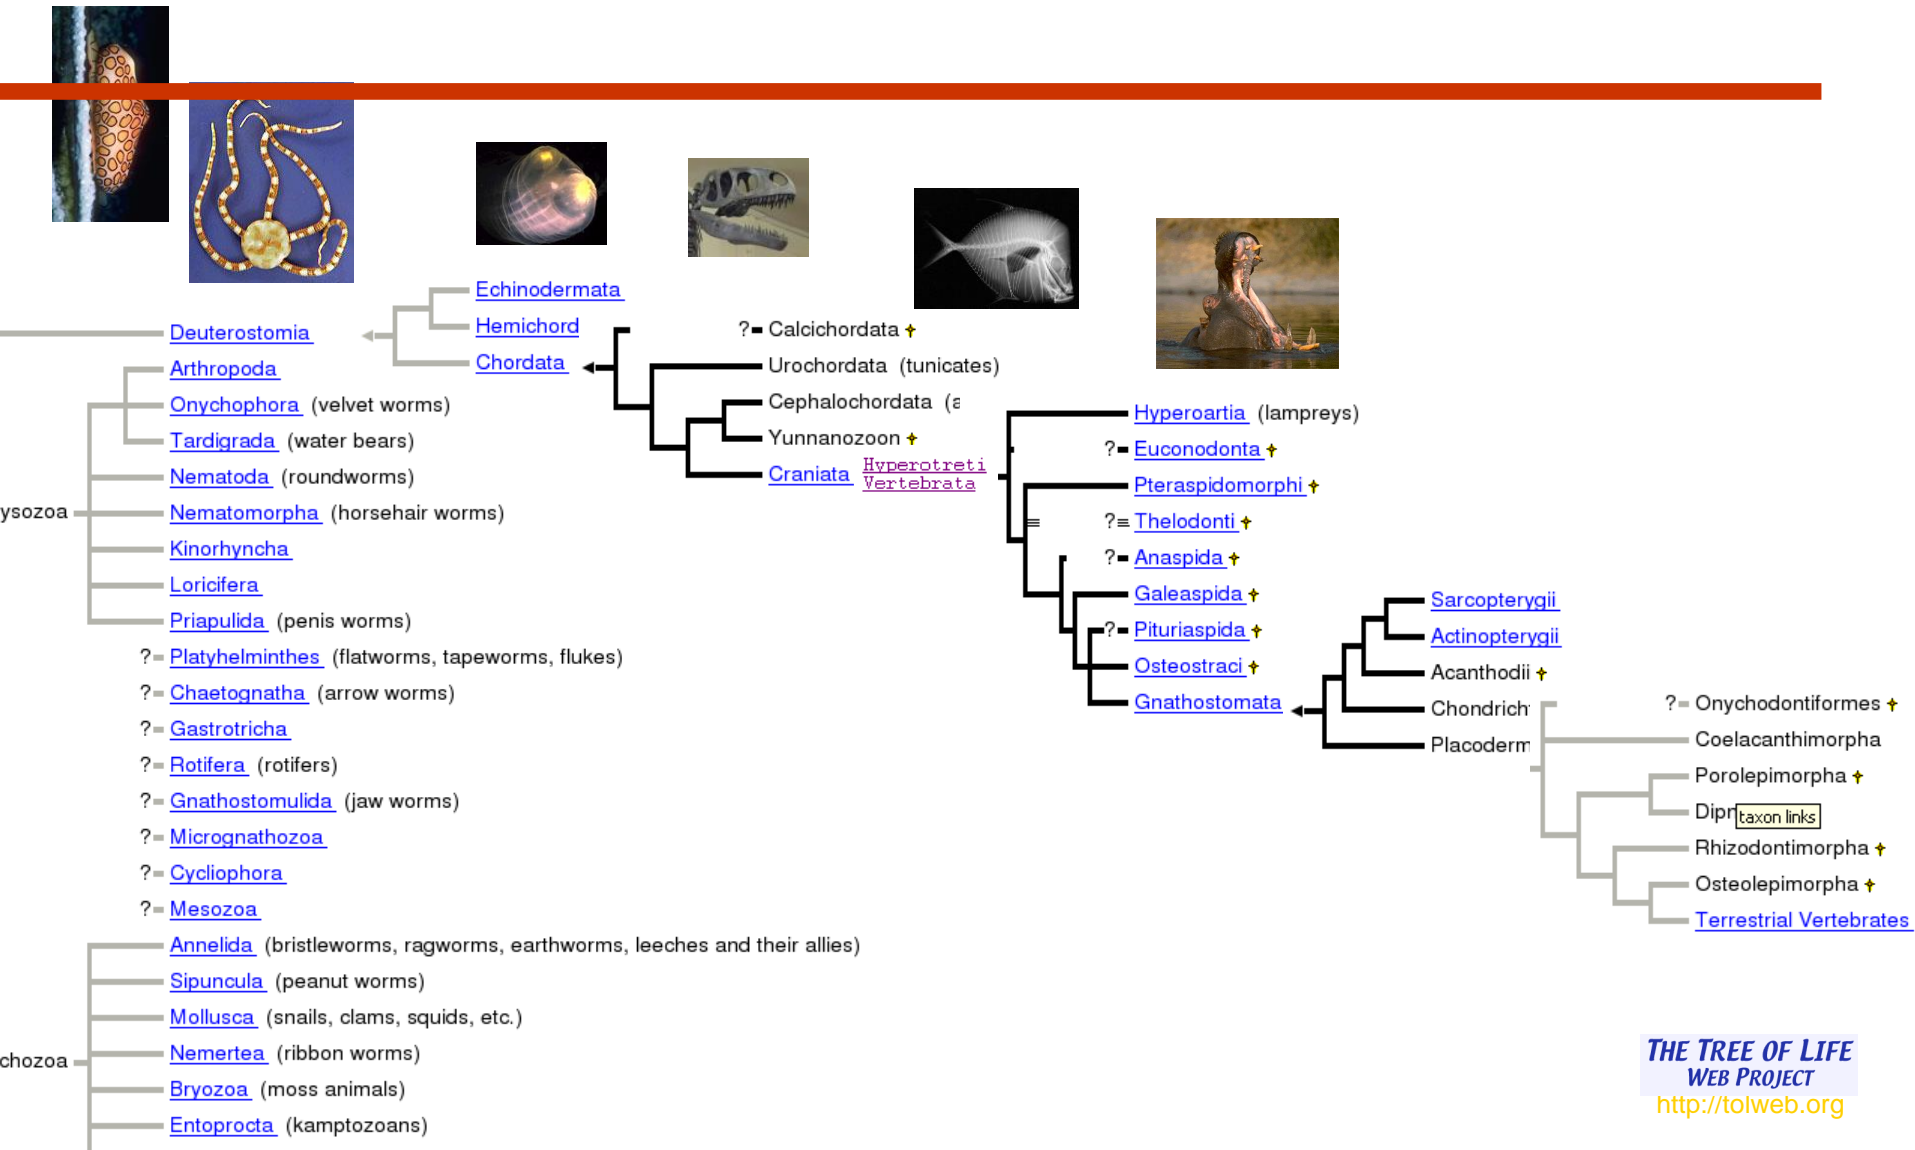 Echinodermata
Hemichord
Chordata
Deuterostomia
Arthropoda
Onychophora (velvet worms)
Tardigrada (water bears)
Nematoda (roundworms)
ysozoa
Nematomorpha (horsehair worms)
Kinorhyncha
Loricifera
Priapulida (penis worms)
? Platyhelminthes (flatworms, tapeworms, flukes)
? Chaetognatha (arrow worms)
? Gastrotricha
? Rotifera (rotifers)
? Gnathostomulida (jaw worms)
? Micrognathozoa
? Cycliophora
? Mesozoa
Annelida (bristleworms, ragworms, earthworms, leeches and their allies)
Sipuncula (peanut worms)
Mollusca (snails, clams, squids, etc.)
Nemertea (ribbon worms)
chozoa
Bryozoa (moss animals)
Entoprocta (kamptozoans)
? Calcichordata
Urochordata (tunicates)
Cephalochordata (a
Yunnanozoon
Craniata
Hyperotreti
Vertebrata
Hyperoartia (lampreys)
? Euconodonta
Pteraspidomorphi
? Thelodonti
? Anaspida
Galeaspida
? Pituriaspida
Osteostraci
Gnathostomata
Sarcopterygii
Actinopterygii
Acanthodii
Chondrich
Placoderm
? Onychodontiformes
Coelacanthimorpha
Porolepimorpha
Dipn
taxon links
Rhizodontimorpha
Osteolepimorpha
Terrestrial Vertebrates
THE TREE OF LIFE
WEB PROJECT
http://tolweb.org